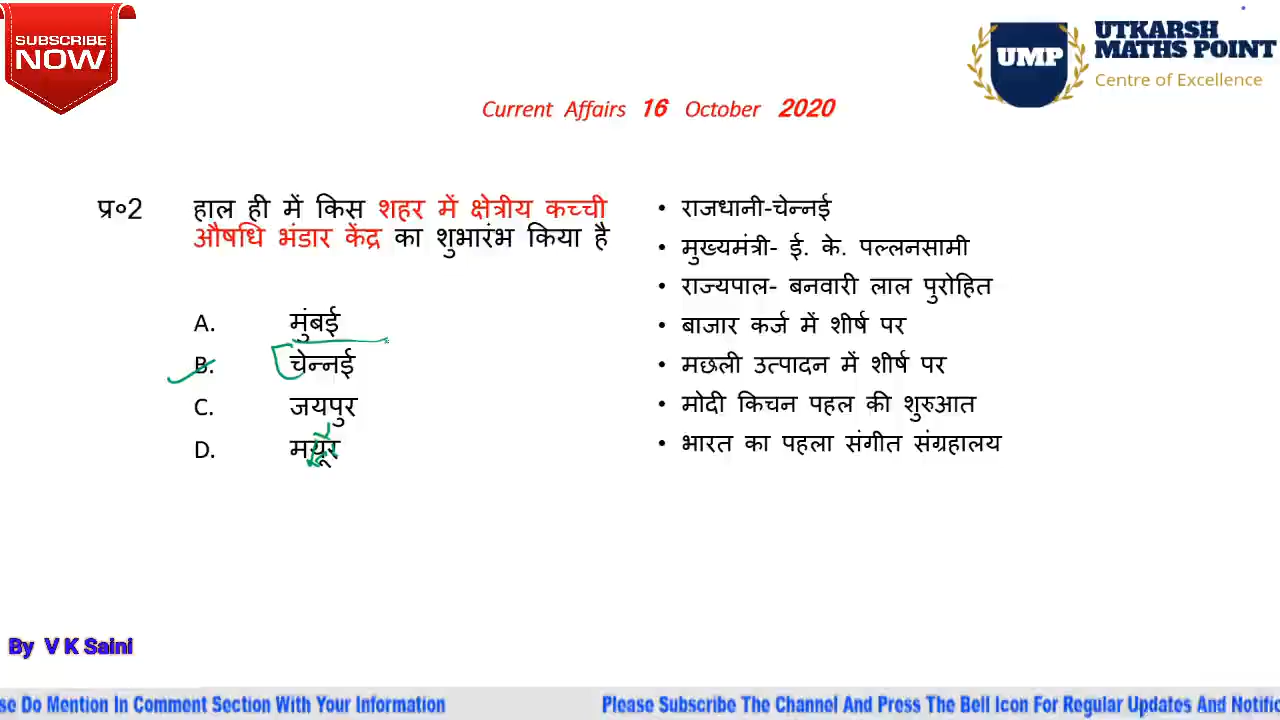 SUBSCRIBE
NOW
UMP
UTKARSH
MATHS POINT
Centre of Excellence
Current Affairs 16 October 2020
प्र०2 हाल ही में किस शहर में क्षेत्रीय कच्ची
औषधि भंडार केंद्र का शुभारंभ किया है
A. मुंबई
B. चेन्नई
C. जयपुर
D. मयूर
• राजधानी-चेन्नई
• मुख्यमंत्री- ई. के. पल्लनसामी
• राज्यपाल- बनवारी लाल पुरोहित
• बाजार कर्ज में शीर्ष पर
• मछली उत्पादन में शीर्ष पर
• मोदी किचन पहल की शुरुआत
• भारत का पहला संगीत संग्रहालय
By V K Saini
se Do Mention In Comment Section With Your Information Please Subscribe The Channel And Press The Bell Icon For Regular Updates And Notific